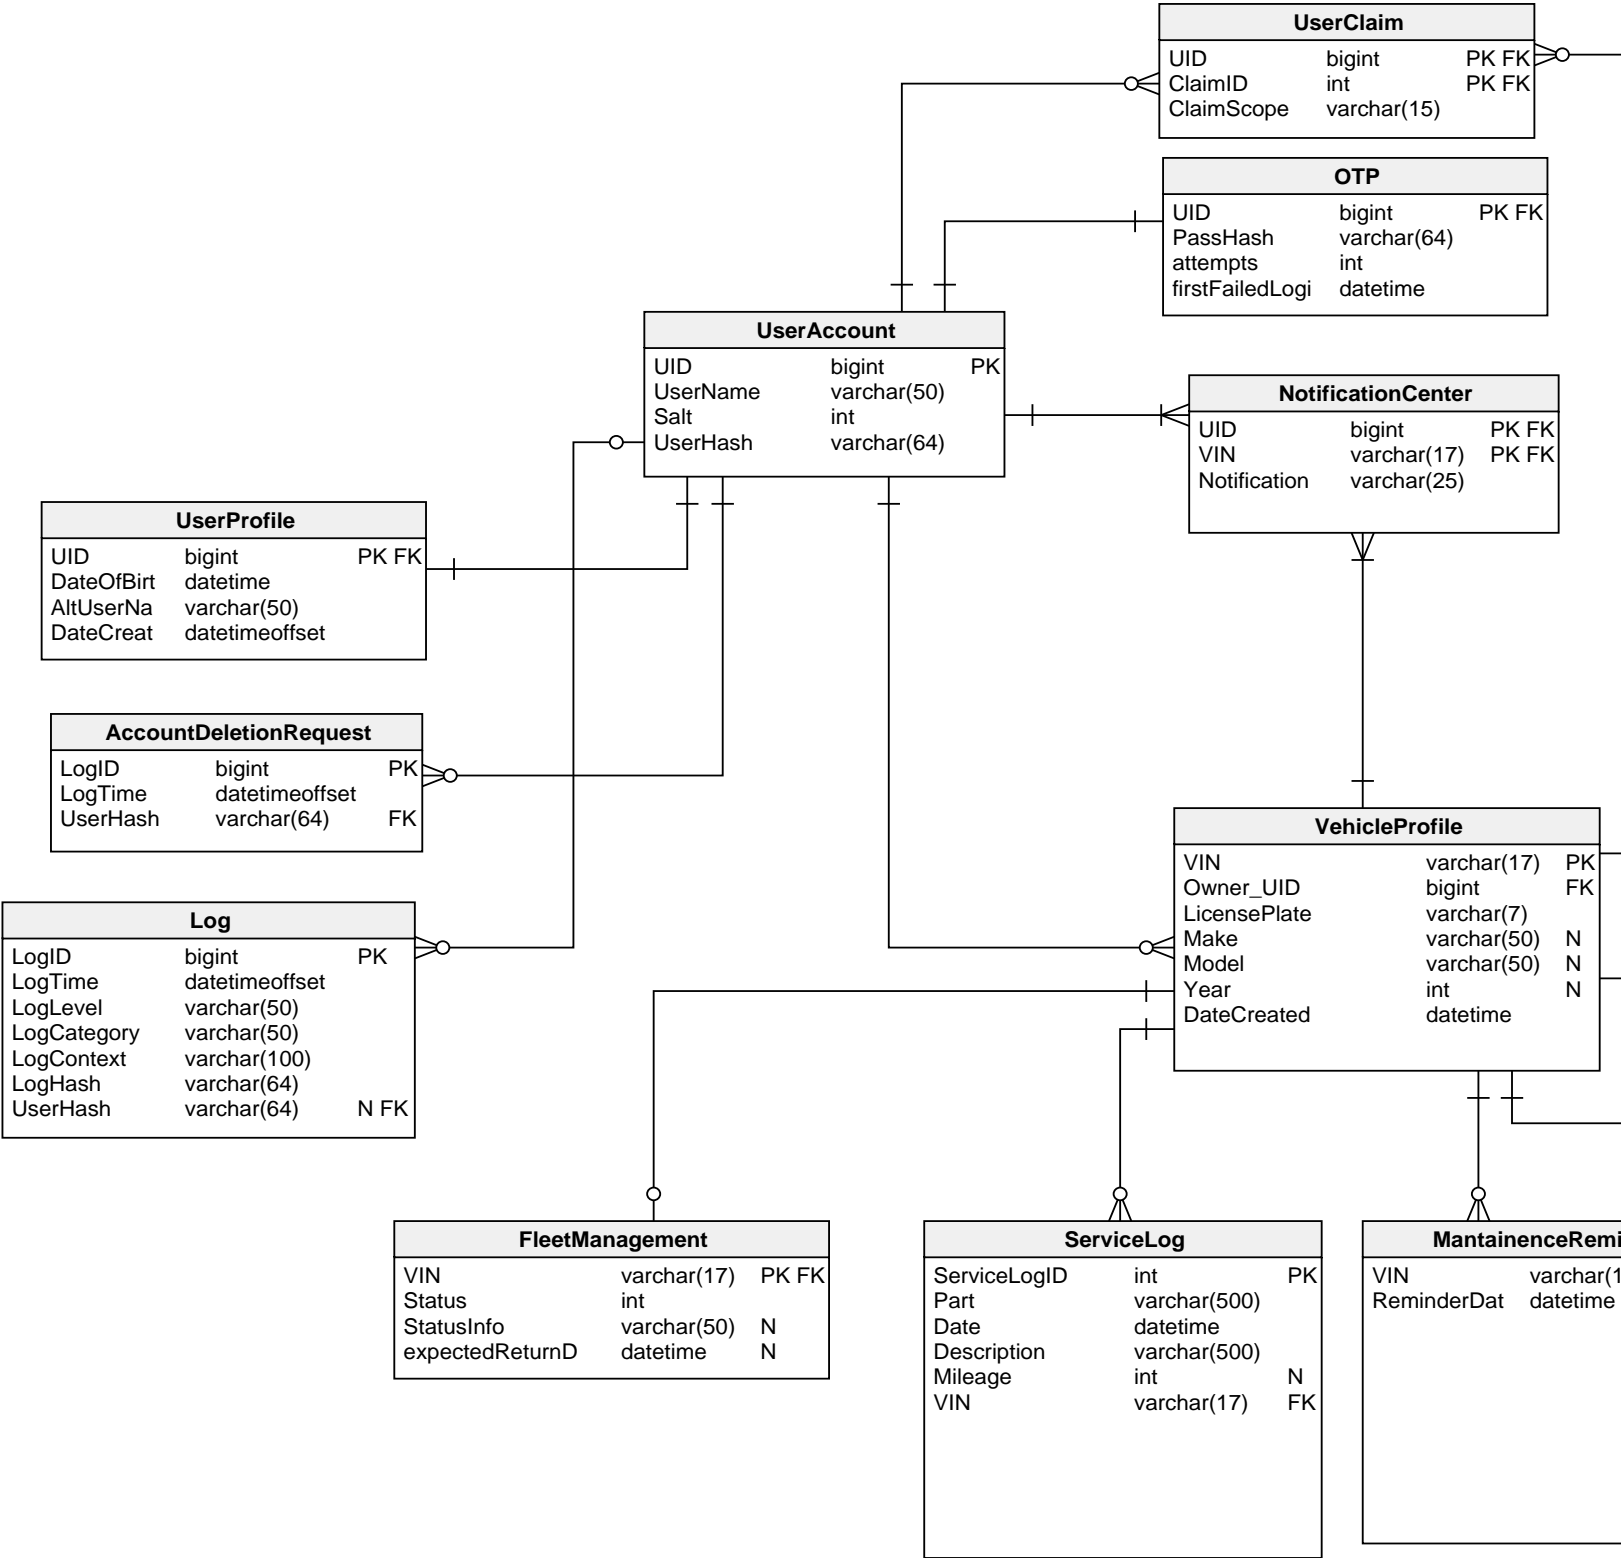 UserClaim
UID bigint PK FK
ClaimID int PK FK
ClaimScope varchar(15)
OTP
UID bigint PK FK
PassHash varchar(64)
attempts int
firstFailedLogi datetime
UserAccount
UID bigint PK
UserName varchar(50)
Salt int
UserHash varchar(64)
NotificationCenter
UID bigint PK FK
VIN varchar(17) PK FK
Notification varchar(25)
UserProfile
UID bigint PK FK
DateOfBirt datetime
AltUserNa varchar(50)
DateCreat datetimeoffset
AccountDeletionRequest
LogID bigint PK
LogTime datetimeoffset
UserHash varchar(64) FK
VehicleProfile
VIN varchar(17) PK
Owner_UID bigint FK
LicensePlate varchar(7)
Make varchar(50) N
Model varchar(50) N
Year int N
DateCreated datetime
Log
LogID bigint PK
LogTime datetimeoffset
LogLevel varchar(50)
LogCategory varchar(50)
LogContext varchar(100)
LogHash varchar(64)
UserHash varchar(64) N FK
FleetManagement
VIN varchar(17) PK FK
Status int
StatusInfo varchar(50) N
expectedReturnD datetime N
ServiceLog
ServiceLogID int PK
Part varchar(500)
Date datetime
Description varchar(500)
Mileage int N
VIN varchar(17) FK
MantainenceRemi
VIN varchar(1
ReminderDat datetime